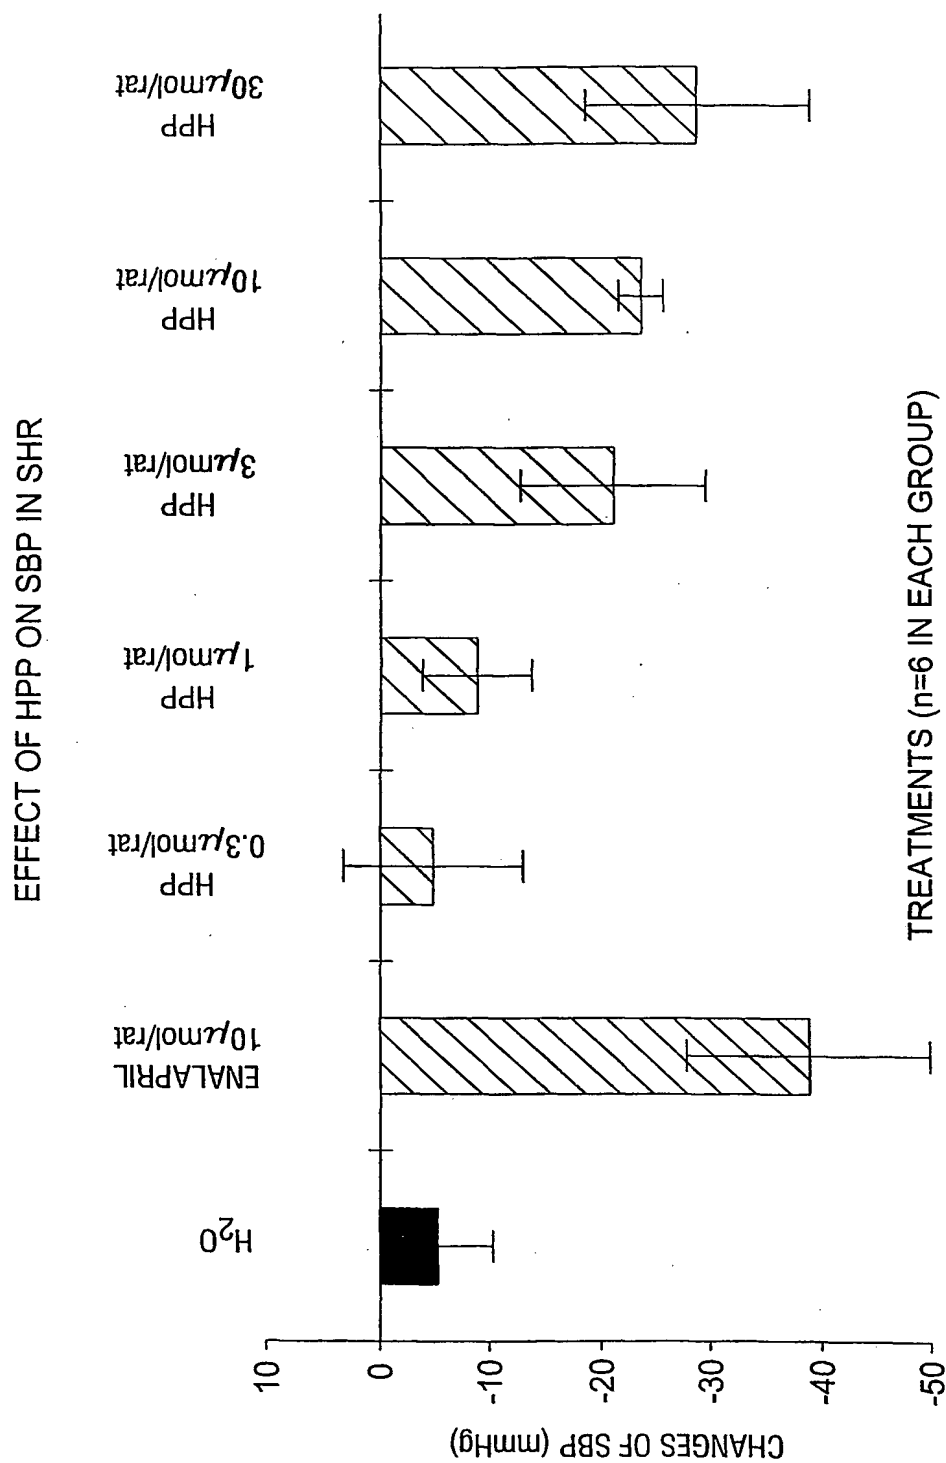 EFFECT OF HPP ON SBP IN SHR
H₂O
ENALAPRIL
10μmol/rat
HPP
0.3μmol/rat
HPP
1μmol/rat
HPP
3μmol/rat
HPP
10μmol/rat
HPP
30μmol/rat
CHANGES OF SBP (mmHg)
10
0
-10
-20
-30
-40
-50
TREATMENTS (n=6 IN EACH GROUP)